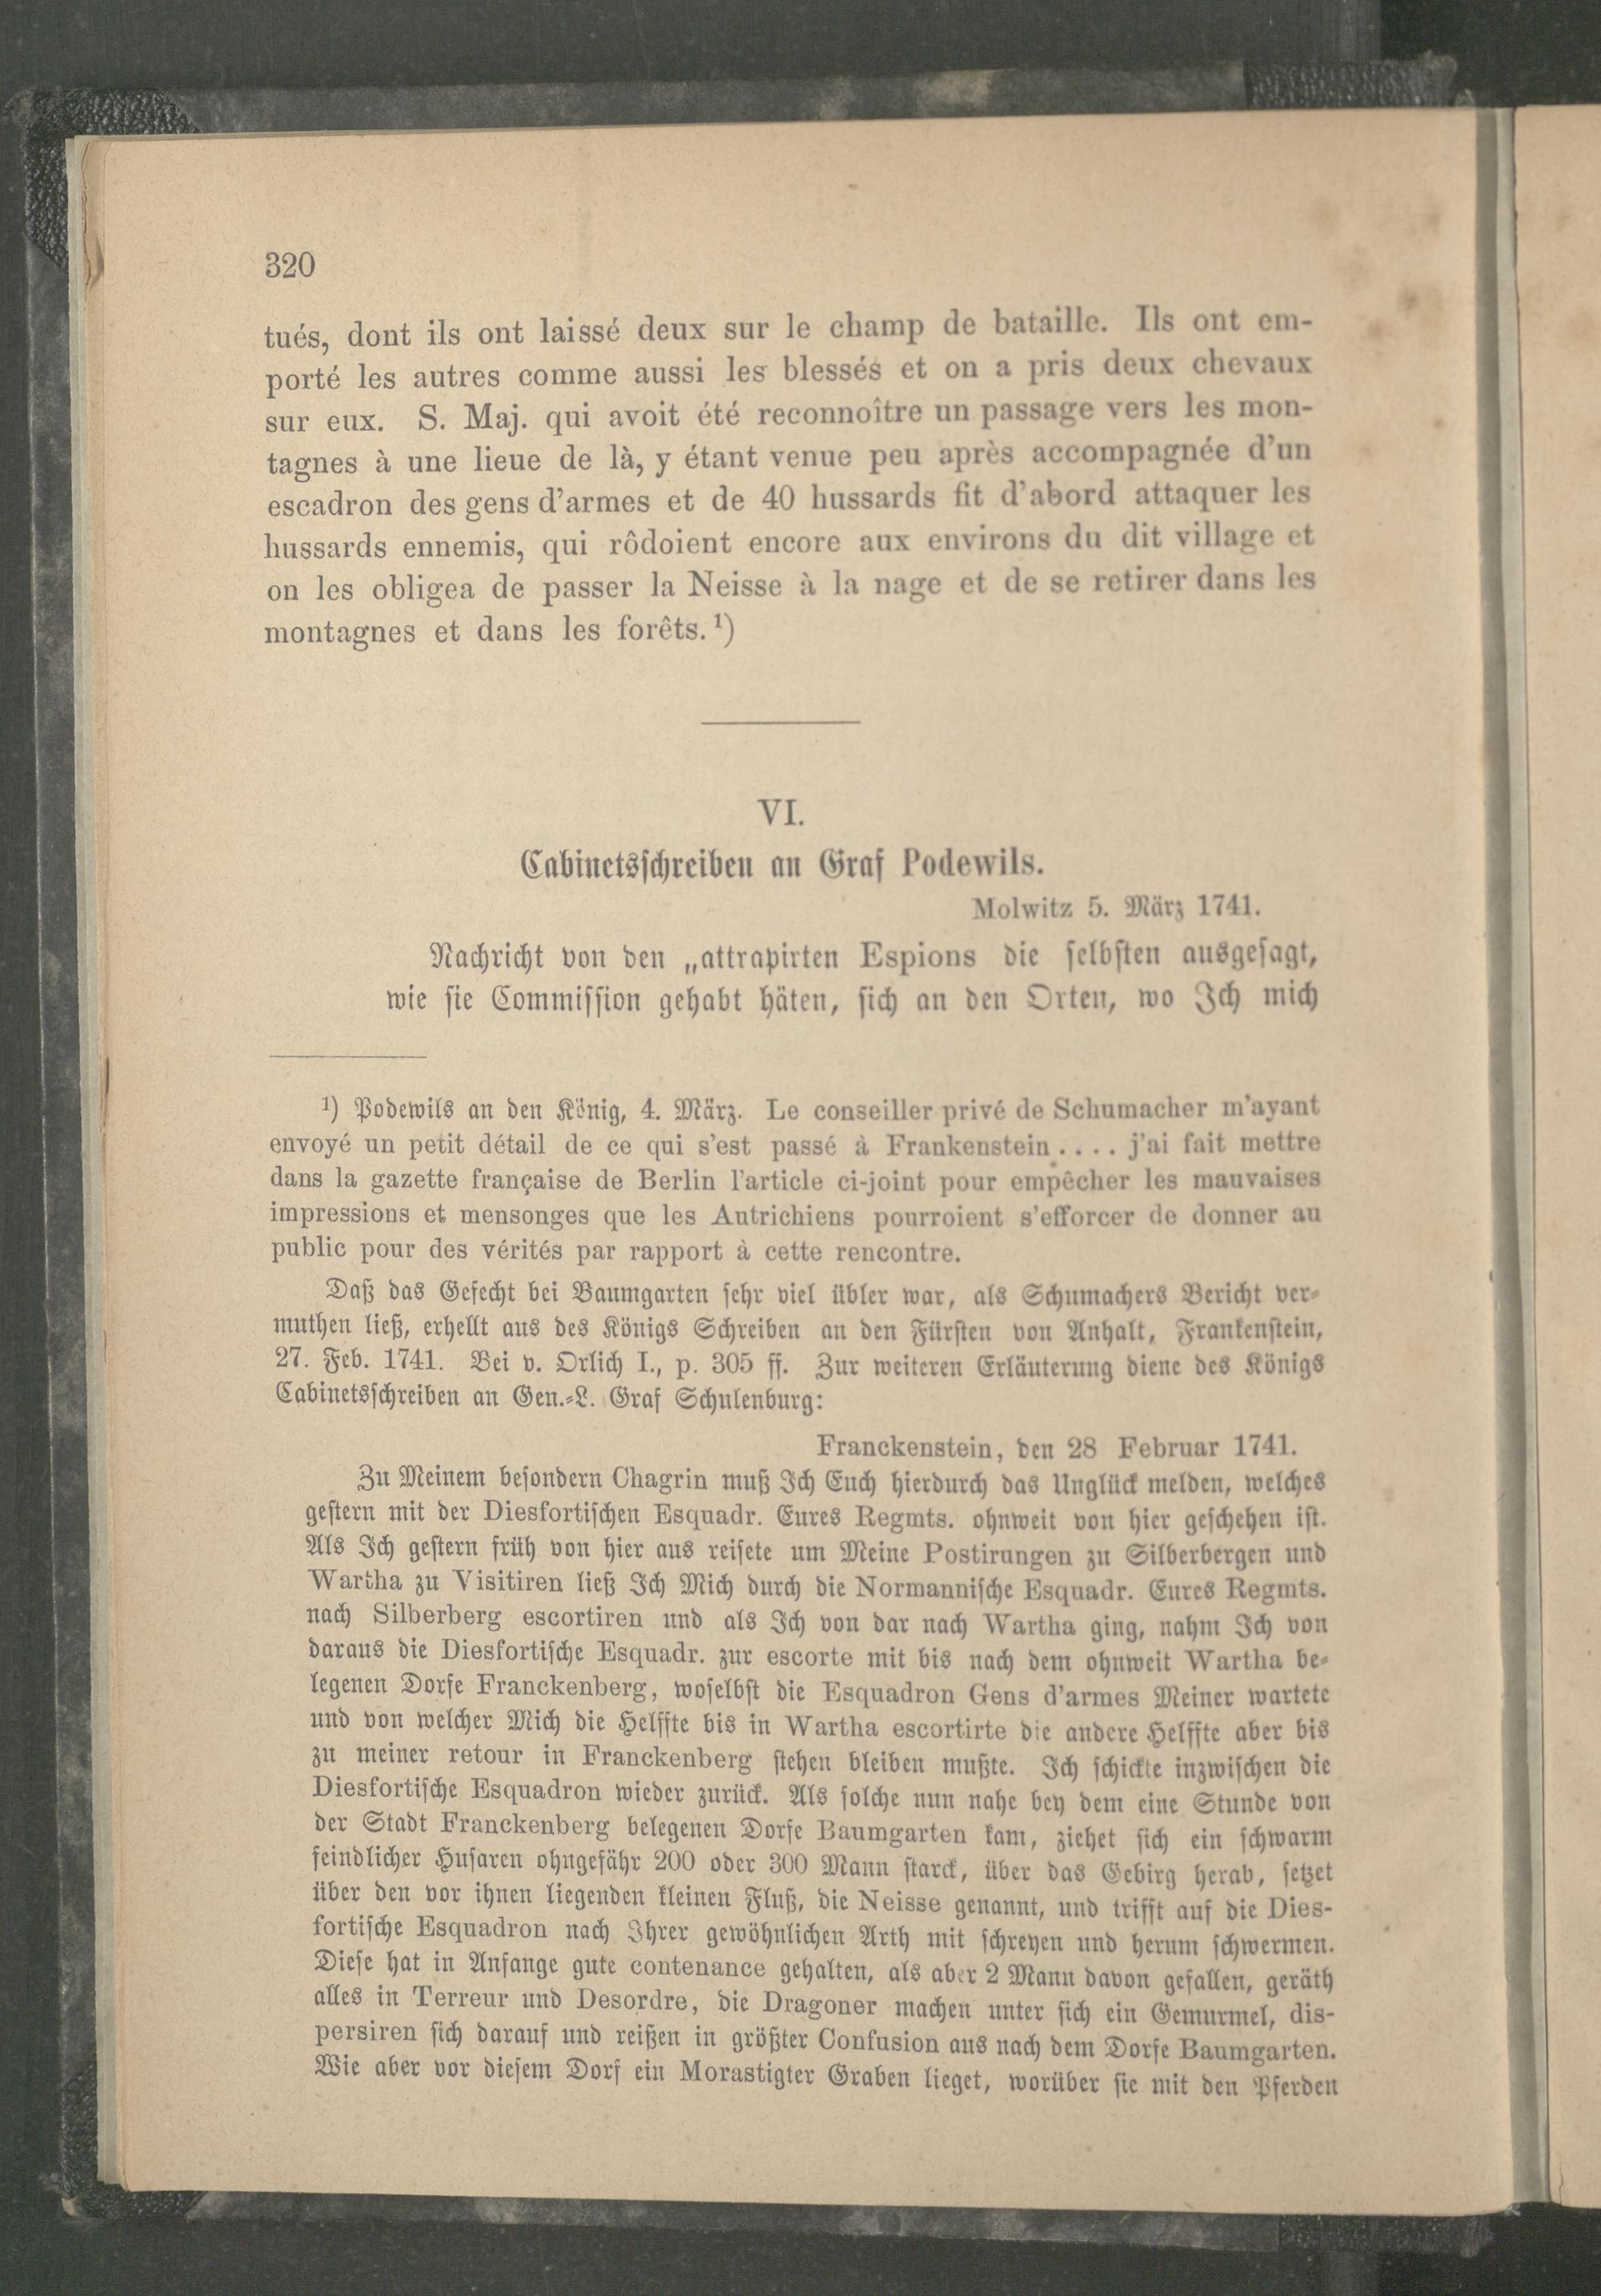 320
tués, dont ils ont laissé deux sur le champ de bataille. Ils ont em-
porté les autres comme aussi les blessés et on a pris deux chevaux
sur eux. S. Maj. qui avoit été reconnoître un passage vers les mon-
tagnes à une lieue de là, y étant venue peu après accompagnée d'un
escadron des gens d'armes et de 40 hussards fit d'abord attaquer les
hussards ennemis, qui rôdoient encore aux environs du dit village et
on les obligea de passer la Neisse à la nage et de se retirer dans les
montagnes et dans les forêts. ¹)
VI.
Cabinetsschreiben an Graf Podewils.
Molwitz 5. März 1741.
Nachricht von den „attrapirten Espions die selbsten ausgesagt,
wie sie Commission gehabt häten, sich an den Orten, wo Ich mich
¹) Podewils an den König, 4. März. Le conseiller privé de Schumacher m'ayant
envoyé un petit détail de ce qui s'est passé à Frankenstein . . . . j'ai fait mettre
dans la gazette française de Berlin l'article ci-joint pour empêcher les mauvaises
impressions et mensonges que les Autrichiens pourroient s'efforcer de donner au
public pour des vérités par rapport à cette rencontre.
Daß das Gefecht bei Baumgarten sehr viel übler war, als Schumachers Bericht ver-
muthen ließ, erhellt aus des Königs Schreiben an den Fürsten von Anhalt, Frankenstein,
27. Feb. 1741. Bei v. Orlich I., p. 305 ff. Zur weiteren Erläuterung diene des Königs
Cabinetsschreiben an Gen.-L. Graf Schulenburg:
Franckenstein, den 28 Februar 1741.
Zu Meinem besondern Chagrin muß Ich Euch hierdurch das Unglück melden, welches
gestern mit der Diesfortischen Esquadr. Eures Regmts. ohnweit von hier geschehen ist.
Als Ich gestern früh von hier aus reisete um Meine Postirungen zu Silberbergen und
Wartha zu Visitiren ließ Ich Mich durch die Normannische Esquadr. Eures Regmts.
nach Silberberg escortiren und als Ich von dar nach Wartha ging, nahm Ich von
daraus die Diesfortische Esquadr. zur escorte mit bis nach dem ohnweit Wartha be-
legenen Dorfe Franckenberg, woselbst die Esquadron Gens d'armes Meiner wartete
und von welcher Mich die Helffte bis in Wartha escortirte die andere Helffte aber bis
zu meiner retour in Franckenberg stehen bleiben mußte. Ich schickte inzwischen die
Diesfortische Esquadron wieder zurück. Als solche nun nahe bey dem eine Stunde von
der Stadt Franckenberg belegenen Dorfe Baumgarten kam, ziehet sich ein schwarm
feindlicher Husaren ohngefähr 200 oder 300 Mann starck, über das Gebirg herab, setzet
über den vor ihnen liegenden kleinen Fluß, die Neisse genannt, und trifft auf die Dies-
fortische Esquadron nach Ihrer gewöhnlichen Arth mit schreyen und herum schwermen.
Diese hat in Anfange gute contenance gehalten, als aber 2 Mann davon gefallen, geräth
alles in Terreur und Desordre, die Dragoner machen unter sich ein Gemurmel, dis-
persiren sich darauf und reißen in größter Confusion aus nach dem Dorfe Baumgarten.
Wie aber vor diesem Dorf ein Morastigter Graben lieget, worüber sie mit den Pferden